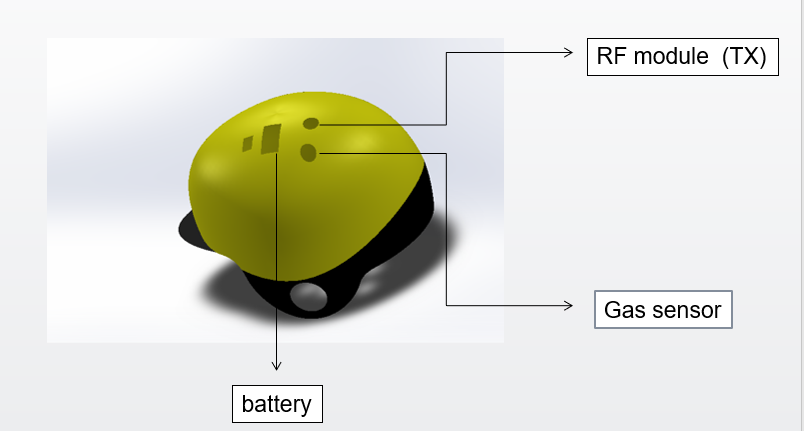 RF module (TX)
Gas sensor
battery